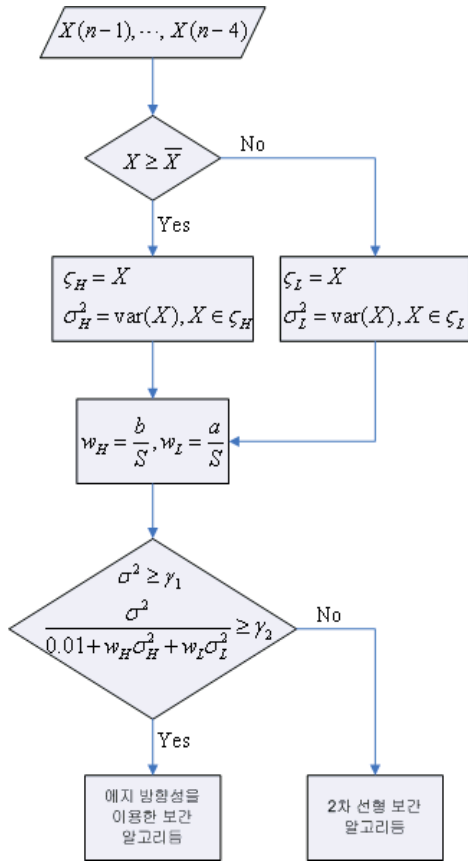 X(n−1),⋯, X(n−4)
X ≥ X̅
No
Yes
ς_H = X
σ_H^2 = var(X), X ∈ ς_H
ς_L = X
σ_L^2 = var(X), X ∈ ς_L
w_H = b/S, w_L = a/S
σ^2 ≥ γ_1
σ^2/(0.01 + w_H σ_H^2 + w_L σ_L^2) ≥ γ_2
No
Yes
에지 방향성을
이용한 보간
알고리듬
2차 선형 보간
알고리듬